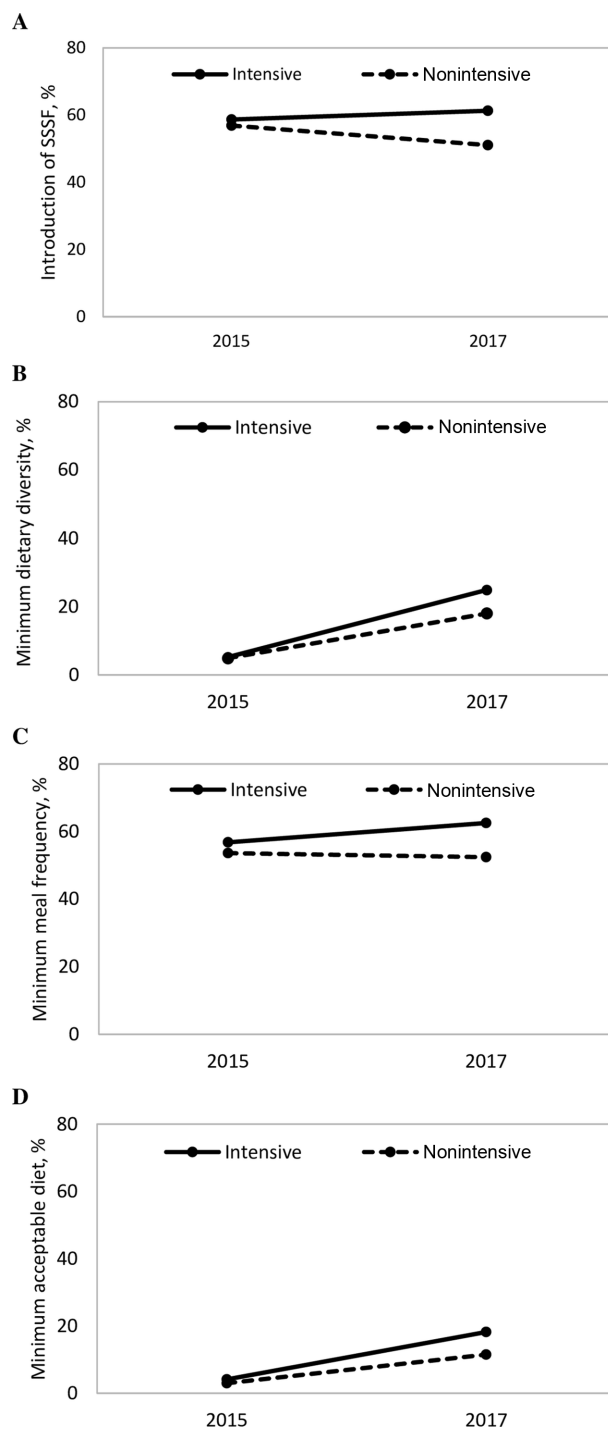 A
Introduction of SSSF, %
80
60
40
20
0
Intensive Nonintensive
2015 2017
B
Minimum dietary diversity, %
80
60
40
20
0
Intensive Nonintensive
2015 2017
C
Minimum meal frequency, %
80
60
40
20
0
Intensive Nonintensive
2015 2017
D
Minimum acceptable diet, %
80
60
40
20
0
Intensive Nonintensive
2015 2017